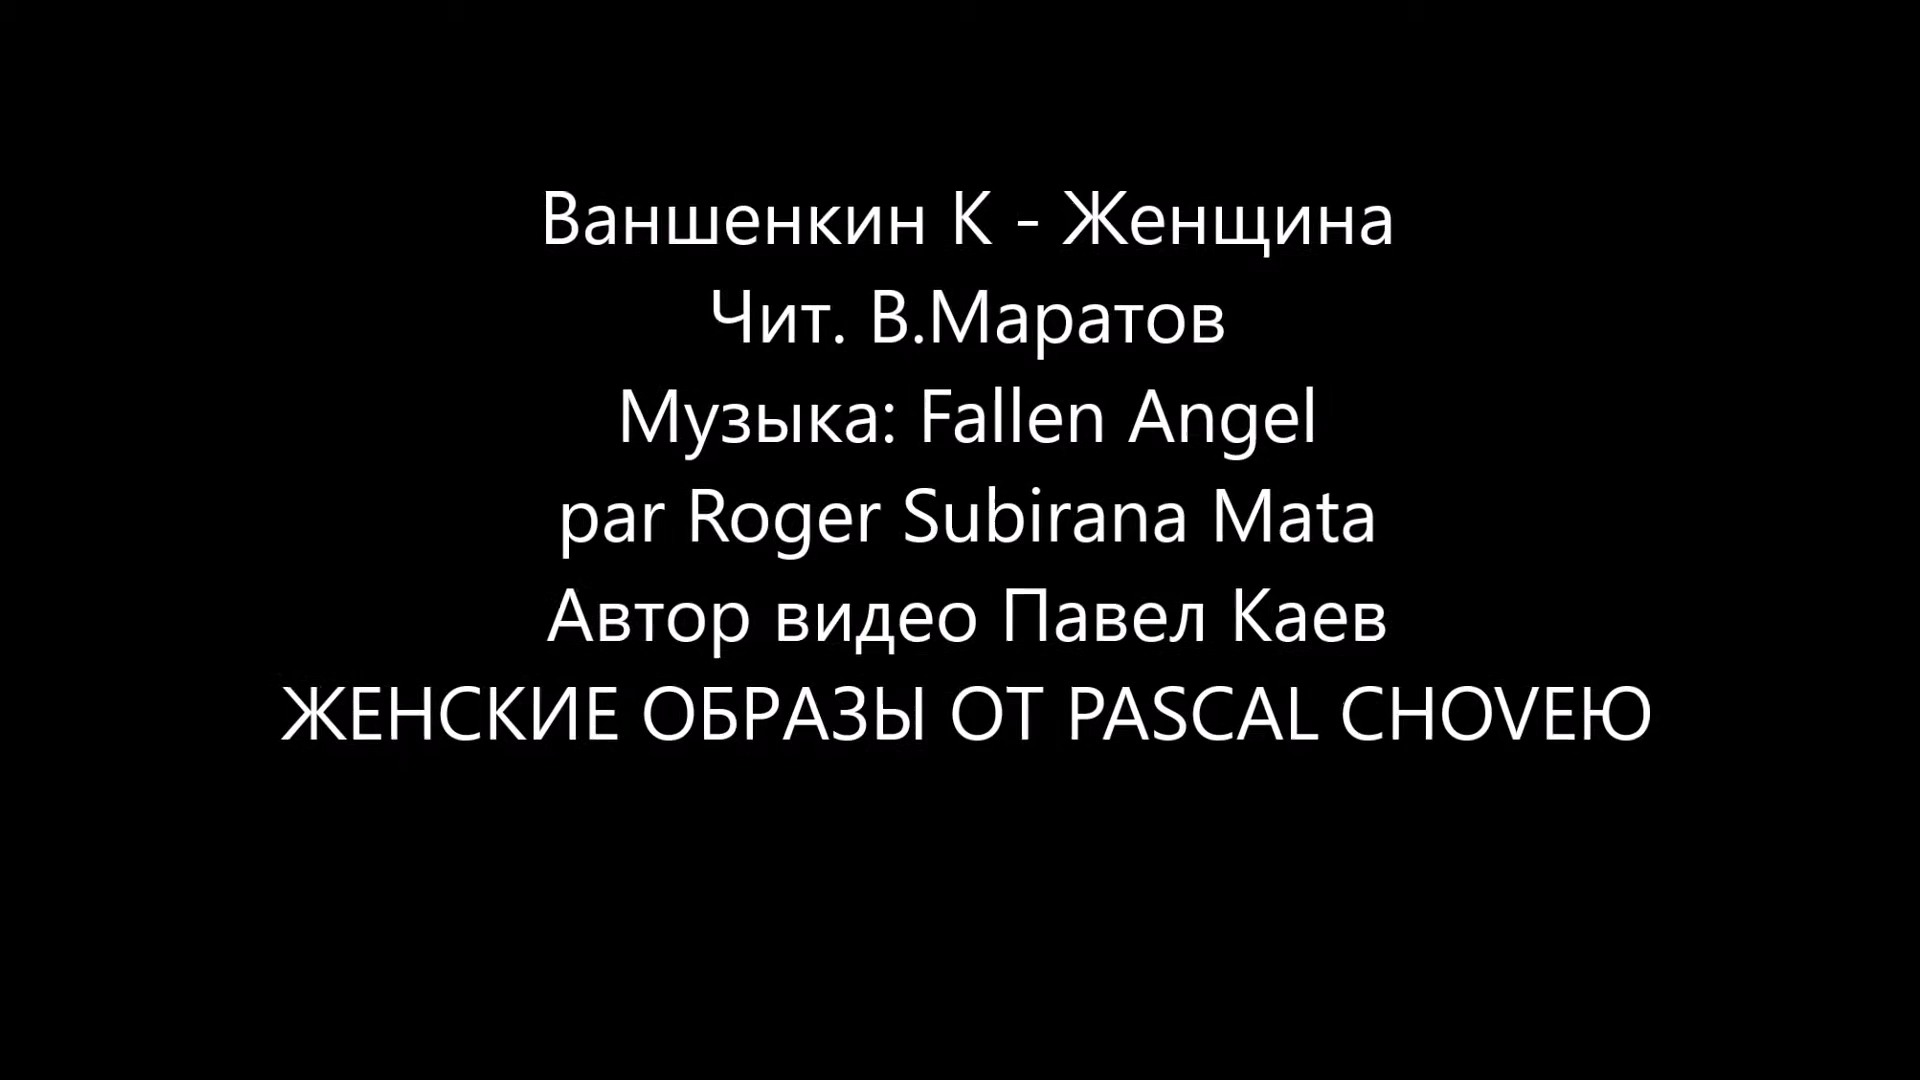 Ваншенкин К - Женщина
Чит. В.Маратов
Музыка: Fallen Angel
par Roger Subirana Mata
Автор видео Павел Каев
ЖЕНСКИЕ ОБРАЗЫ ОТ PASCAL CHOVEЮ